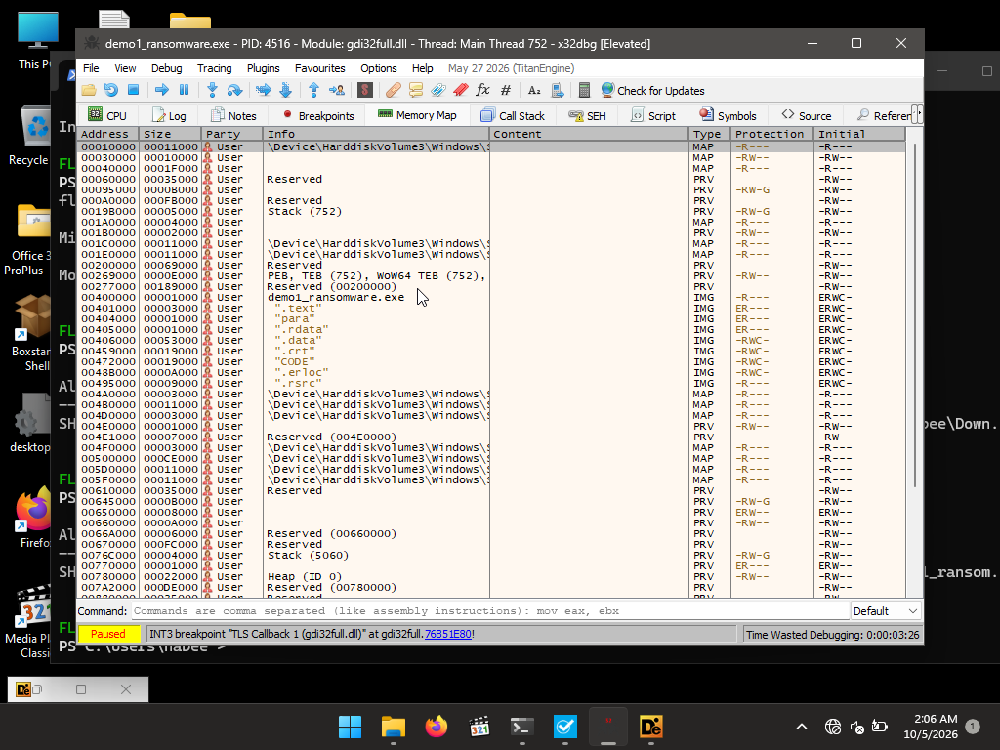 This P
Recycle
Office 3
ProPlus -
Boxstar
Shell
desktop
Firefo
Media Pl
Classi
demo1_ransomware.exe - PID: 4516 - Module: gdi32full.dll - Thread: Main Thread 752 - x32dbg [Elevated]
File View Debug Tracing Plugins Favourites Options Help May 27 2026 (TitanEngine)
Check for Updates
CPU Log Notes Breakpoints Memory Map Call Stack SEH Script Symbols Source Referen
Address Size Party Info Content Type Protection Initial
00010000 00011000 User \Device\HarddiskVolume3\Windows\S MAP -R--- -R---
00030000 00010000 User MAP -RW-- -RW--
00040000 0001F000 User MAP -R--- -R---
00060000 00035000 User Reserved PRV -RW--
00095000 0000B000 User PRV -RW-G -RW--
000A0000 000FB000 User Reserved PRV -RW--
0019B000 00005000 User Stack (752) PRV -RW-G -RW--
001A0000 00004000 User MAP -R--- -R---
001B0000 00002000 User PRV -RW-- -RW--
001C0000 00011000 User \Device\HarddiskVolume3\Windows\S MAP -R--- -R---
001E0000 00011000 User \Device\HarddiskVolume3\Windows\S MAP -R--- -R---
00200000 00069000 User Reserved PRV -RW--
00269000 0000E000 User PEB, TEB (752), WoW64 TEB (752), PRV -RW-- -RW--
00277000 00189000 User Reserved (00200000) PRV -RW--
00400000 00001000 User demo1_ransomware.exe IMG -R--- ERWC-
00401000 00003000 User ".text" IMG ER--- ERWC-
00404000 00001000 User "para" IMG ER--- ERWC-
00405000 00001000 User ".rdata" IMG ER--- ERWC-
00406000 00053000 User ".data" IMG -RWC- ERWC-
00459000 00019000 User ".crt" IMG -RWC- ERWC-
00472000 00019000 User "CODE" IMG -RWC- ERWC-
0048B000 0000A000 User ".erloc" IMG -RWC- ERWC-
00495000 00009000 User ".rsrc" IMG -R--- ERWC-
004A0000 00003000 User \Device\HarddiskVolume3\Windows\S MAP -R--- -R---
004B0000 00011000 User \Device\HarddiskVolume3\Windows\S MAP -R--- -R---
004D0000 00003000 User \Device\HarddiskVolume3\Windows\S MAP -R--- -R---
004E0000 00001000 User PRV -RW-- -RW--
004E1000 00007000 User Reserved (004E0000) PRV -RW--
004F0000 00003000 User \Device\HarddiskVolume3\Windows\S MAP -R--- -R---
00500000 000CE000 User \Device\HarddiskVolume3\Windows\S MAP -R--- -R---
005D0000 00011000 User \Device\HarddiskVolume3\Windows\S MAP -R--- -R---
005F0000 00011000 User \Device\HarddiskVolume3\Windows\S MAP -R--- -R---
00610000 00035000 User Reserved PRV -RW--
00645000 0000B000 User PRV -RW-G -RW--
00650000 00008000 User PRV ERW-- ERW--
00660000 0000A000 User PRV -RW-- -RW--
0066A000 00006000 User Reserved (00660000) PRV -RW--
00670000 000FC000 User Reserved PRV -RW--
0076C000 00004000 User Stack (5060) PRV -RW-G -RW--
00770000 00001000 User PRV ER--- ERW--
00780000 00022000 User Heap (ID 0) PRV -RW-- -RW--
007A2000 000DE000 User Reserved (00780000) PRV -RW--
Command: Commands are comma separated (like assembly instructions): mov eax, ebx Default
Paused INT3 breakpoint "TLS Callback 1 (gdi32full.dll)" at gdi32full.76B51E80! Time Wasted Debugging: 0:00:03:26
In
FL
PS
fl
Mi
Mo
FL
PS
Al
--
SH
bee\Down.
FL
PS
Al
--
SH
1_ransom.
FL
PS C:\Users\nabee >
2:06 AM
10/5/2026
1